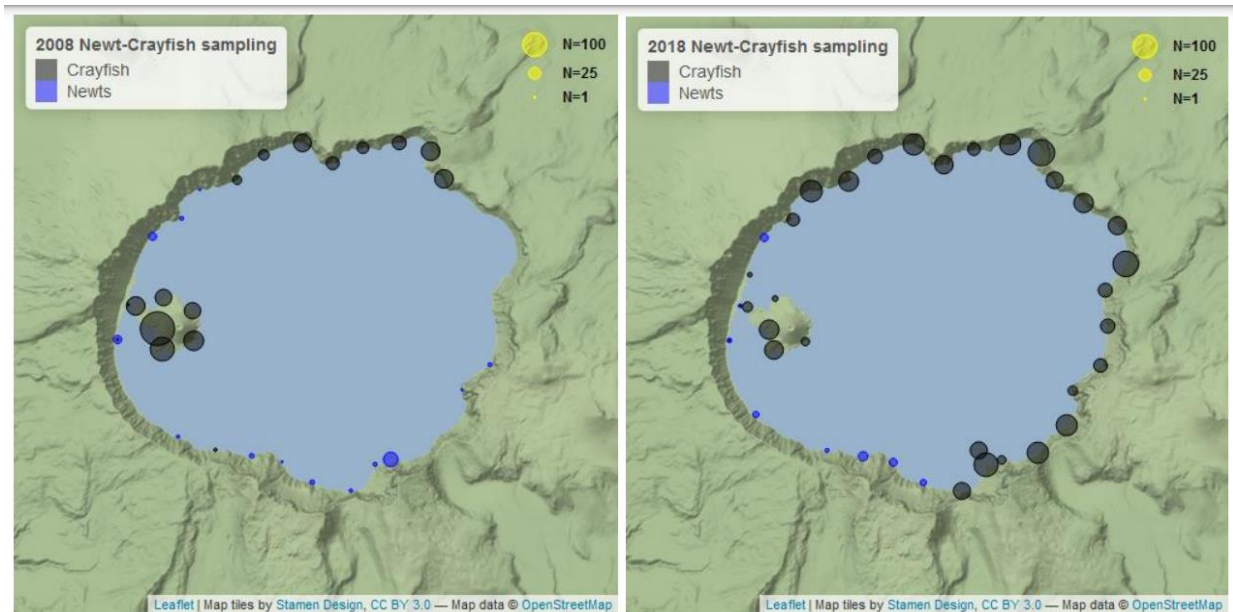 2008 Newt-Crayfish sampling
Crayfish
Newts
N=100
N=25
N=1
Leaflet | Map tiles by Stamen Design, CC BY 3.0 — Map data © OpenStreetMap
2018 Newt-Crayfish sampling
Crayfish
Newts
N=100
N=25
N=1
Leaflet | Map tiles by Stamen Design, CC BY 3.0 — Map data © OpenStreetMap